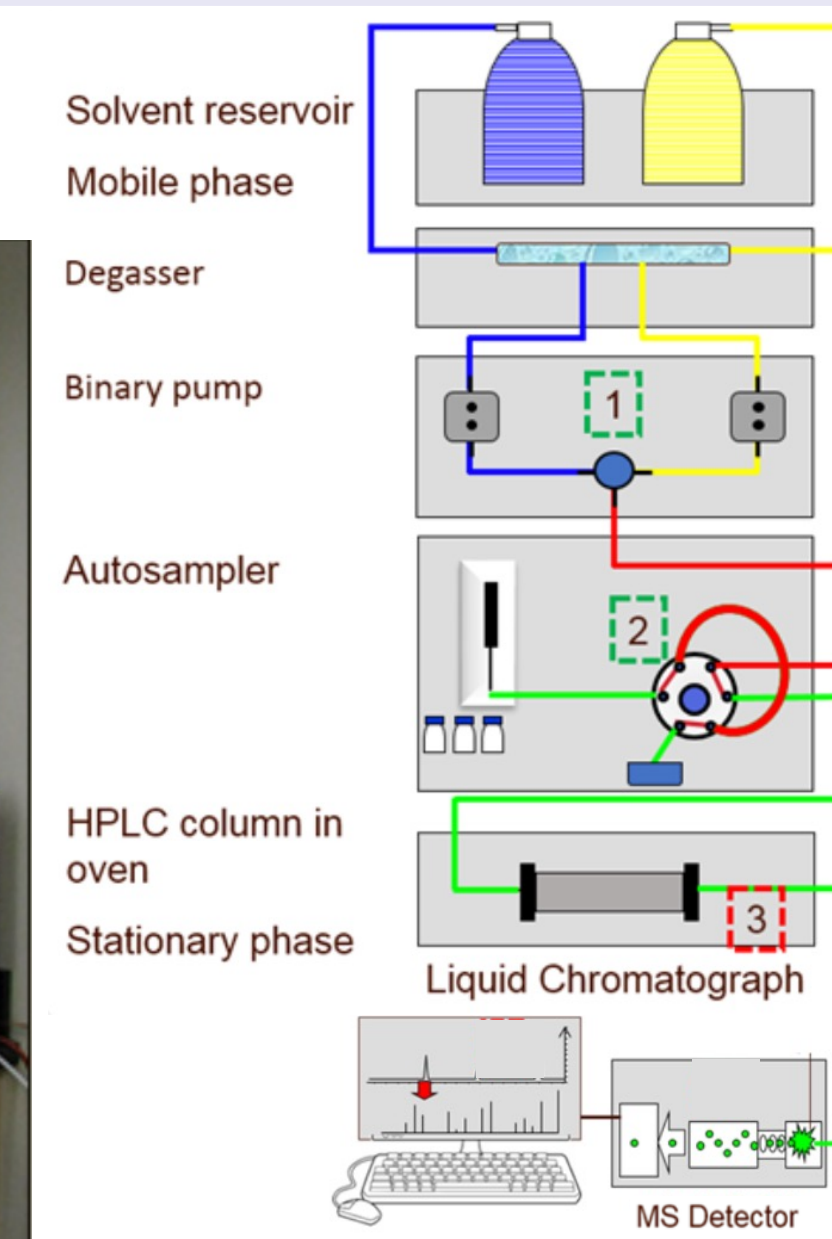 Solvent reservoir
Mobile phase
Degasser
Binary pump
1
Autosampler
2
HPLC column in
oven
Stationary phase
3
Liquid Chromatograph
MS Detector